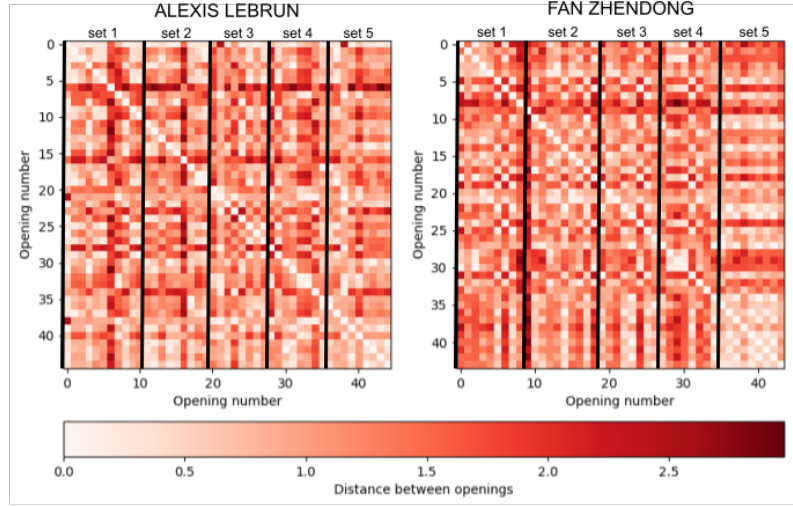 ALEXIS LEBRUN
FAN ZHENDONG
set 1 set 2 set 3 set 4 set 5
set 1 set 2 set 3 set 4 set 5
Opening number
0
5
10
15
20
25
30
35
40
0 10 20 30 40
Opening number
Opening number
0
5
10
15
20
25
30
35
40
0 10 20 30 40
Opening number
0.0 0.5 1.0 1.5 2.0 2.5
Distance between openings